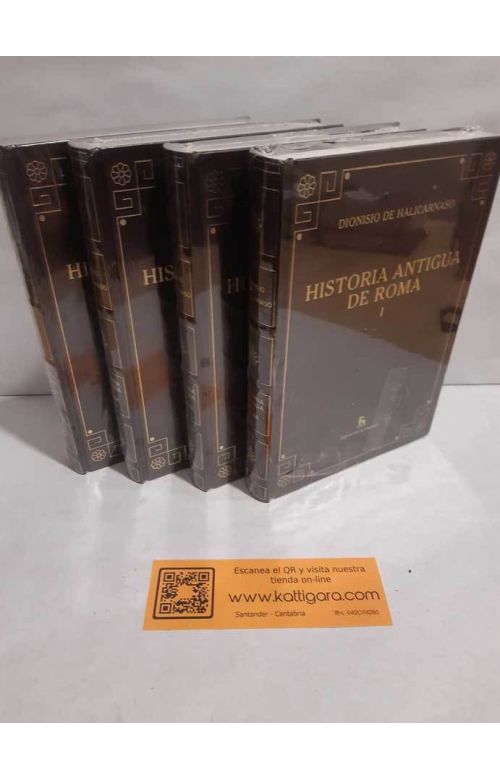 DIONISIO DE HALICARNASO
HISTORIA ANTIGUA
DE ROMA
I
HIS
Escanea el QR y visita nuestra
tienda on-line
www.kattigara.com
Santander - Cantabria